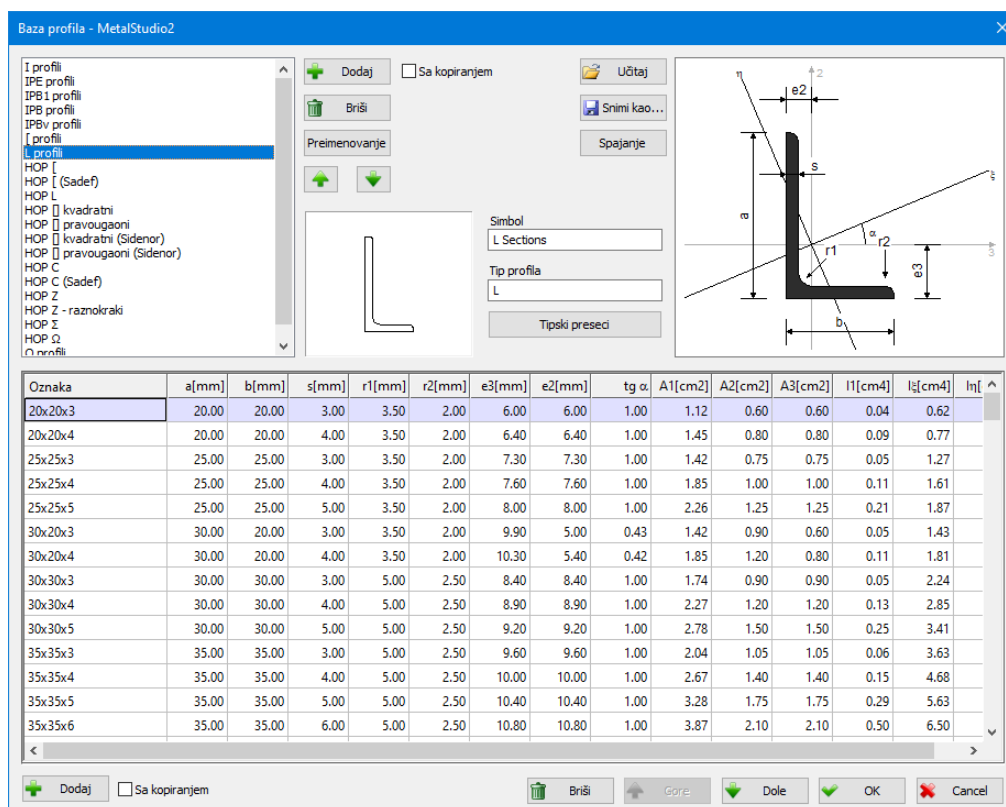 Baza profila - MetalStudio2
I profili
IPE profili
IPB1 profili
IPB profili
IPBv profili
[ profili
L profili
HOP [
HOP [ (Sadef)
HOP L
HOP [] kvadratni
HOP [] pravougaoni
HOP [] kvadratni (Sidenor)
HOP [] pravougaoni (Sidenor)
HOP C
HOP C (Sadef)
HOP Z
HOP Z - raznokraki
HOP Σ
HOP Ω
O profili
Dodaj Sa kopiranjem
Briši
Preimenovanje
Učitaj
Snimi kao...
Spajanje
Simbol
L Sections
Tip profila
L
Tipski preseci
η
2
e2
s
ξ
a
α
r2
r1
3
e3
b
Oznaka a[mm] b[mm] s[mm] r1[mm] r2[mm] e3[mm] e2[mm] tg α A1[cm2] A2[cm2] A3[cm2] I1[cm4] Iξ[cm4] Iη[
20x20x3 20.00 20.00 3.00 3.50 2.00 6.00 6.00 1.00 1.12 0.60 0.60 0.04 0.62
20x20x4 20.00 20.00 4.00 3.50 2.00 6.40 6.40 1.00 1.45 0.80 0.80 0.09 0.77
25x25x3 25.00 25.00 3.00 3.50 2.00 7.30 7.30 1.00 1.42 0.75 0.75 0.05 1.27
25x25x4 25.00 25.00 4.00 3.50 2.00 7.60 7.60 1.00 1.85 1.00 1.00 0.11 1.61
25x25x5 25.00 25.00 5.00 3.50 2.00 8.00 8.00 1.00 2.26 1.25 1.25 0.21 1.87
30x20x3 30.00 20.00 3.00 3.50 2.00 9.90 5.00 0.43 1.42 0.90 0.60 0.05 1.43
30x20x4 30.00 20.00 4.00 3.50 2.00 10.30 5.40 0.42 1.85 1.20 0.80 0.11 1.81
30x30x3 30.00 30.00 3.00 5.00 2.50 8.40 8.40 1.00 1.74 0.90 0.90 0.05 2.24
30x30x4 30.00 30.00 4.00 5.00 2.50 8.90 8.90 1.00 2.27 1.20 1.20 0.13 2.85
30x30x5 30.00 30.00 5.00 5.00 2.50 9.20 9.20 1.00 2.78 1.50 1.50 0.25 3.41
35x35x3 35.00 35.00 3.00 5.00 2.50 9.60 9.60 1.00 2.04 1.05 1.05 0.06 3.63
35x35x4 35.00 35.00 4.00 5.00 2.50 10.00 10.00 1.00 2.67 1.40 1.40 0.15 4.68
35x35x5 35.00 35.00 5.00 5.00 2.50 10.40 10.40 1.00 3.28 1.75 1.75 0.29 5.63
35x35x6 35.00 35.00 6.00 5.00 2.50 10.80 10.80 1.00 3.87 2.10 2.10 0.50 6.50
Dodaj Sa kopiranjem Briši Gore Dole OK Cancel